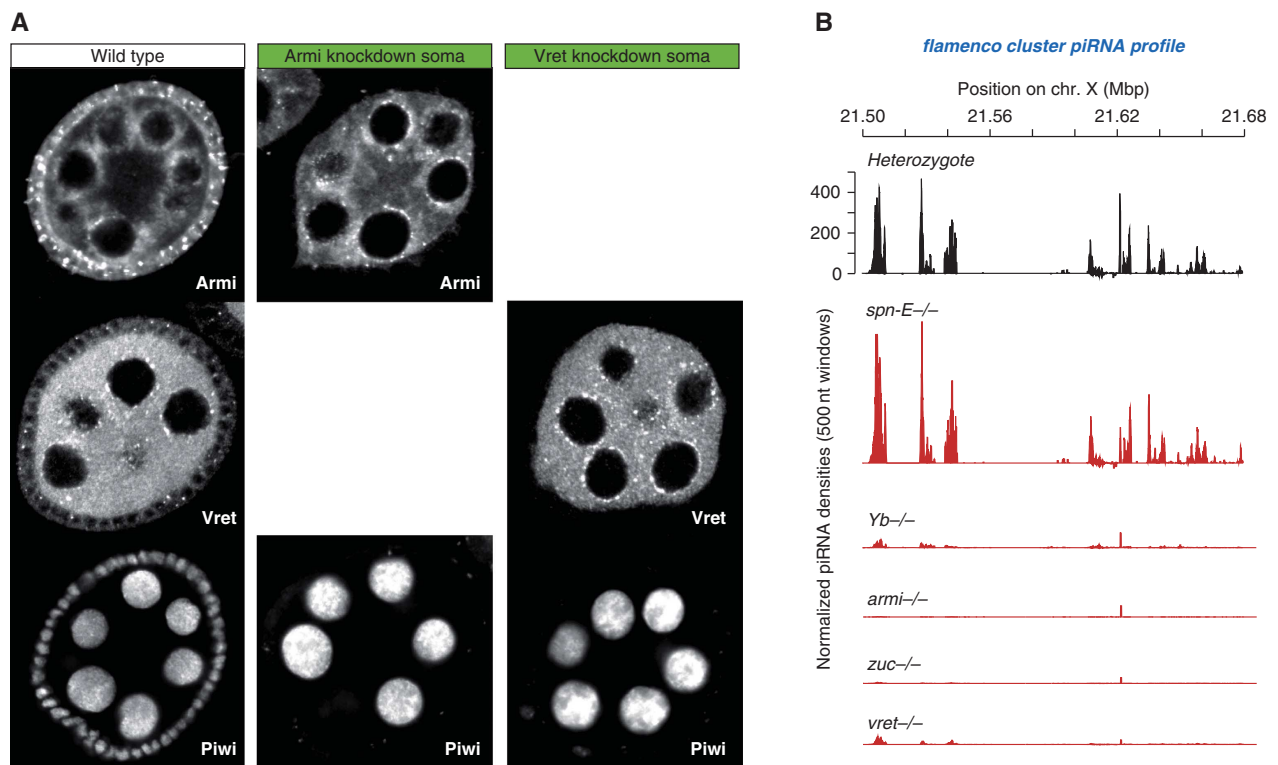 A
Wild type
Armi knockdown soma
Vret knockdown soma
Armi
Armi
Vret
Vret
Piwi
Piwi
Piwi
B
flamenco cluster piRNA profile
Position on chr. X (Mbp)
21.50 21.56 21.62 21.68
Heterozygote
400
200
0
Normalized piRNA densities (500 nt windows)
spn-E–/–
Yb–/–
armi–/–
zuc–/–
vret–/–